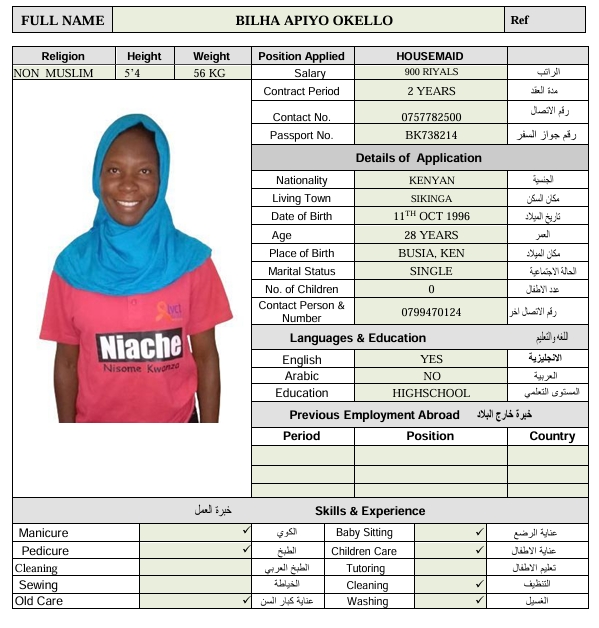 FULL NAME BILHA APIYO OKELLO Ref
Religion Height Weight Position Applied HOUSEMAID
NON MUSLIM 5'4 56 KG Salary 900 RIYALS الراتب
Contract Period 2 YEARS مدة العقد
Contact No. 0757782500 رقم الاتصال
Passport No. BK738214 رقم جواز السفر
Details of Application
Nationality KENYAN الجنسية
Living Town SIKINGA مكان السكن
Date of Birth 11TH OCT 1996 تاريخ الميلاد
Age 28 YEARS العمر
Place of Birth BUSIA, KEN مكان الميلاد
Marital Status SINGLE الحالة الاجتماعية
No. of Children 0 عدد الاطفال
Contact Person & Number 0799470124 رقم الاتصال اخر
Languages & Education اللغه والتعليم
English YES الانجليزية
Arabic NO العربية
Education HIGHSCHOOL المستوى التعلمي
Previous Employment Abroad خبرة خارج البلاد
Period Position Country
Niache
Nisome Kwanza
خبرة العمل Skills & Experience
Manicure ✓ الكوي Baby Sitting ✓ عناية الرضع
Pedicure ✓ الطبخ Children Care ✓ عناية الاطفال
Cleaning الطبخ العربي Tutoring تعليم الاطفال
Sewing الخياطة Cleaning ✓ التنظيف
Old Care ✓ عناية كبار السن Washing ✓ الغسيل